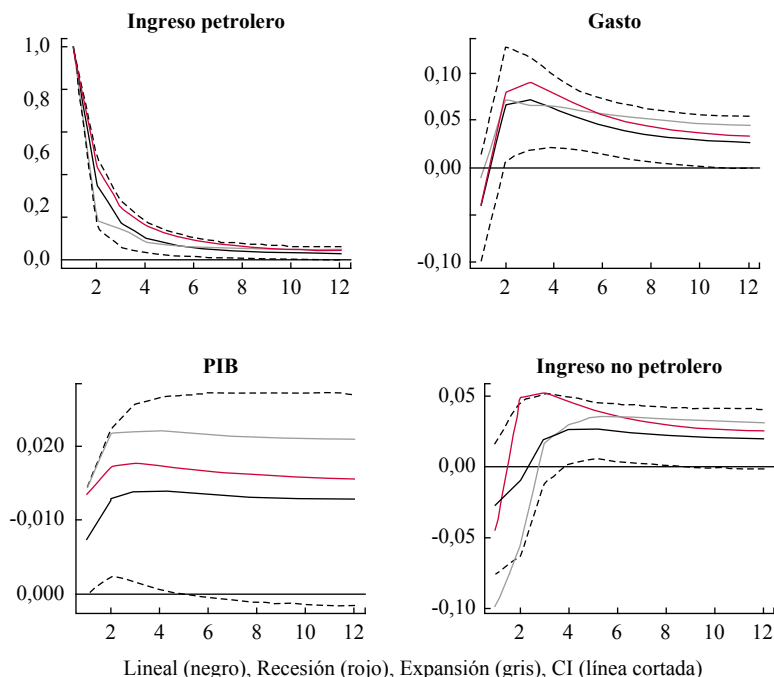 Ingreso petrolero
1,0
0,8
0,6
0,2
0,0
2 4 6 8 10 12
Gasto
0,10
0,05
0,00
-0,10
2 4 6 8 10 12
PIB
0,020
-0,010
0,000
2 4 6 8 10 12
Ingreso no petrolero
0,05
0,00
-0,05
-0,10
2 4 6 8 10 12
Lineal (negro), Recesión (rojo), Expansión (gris), CI (línea cortada)